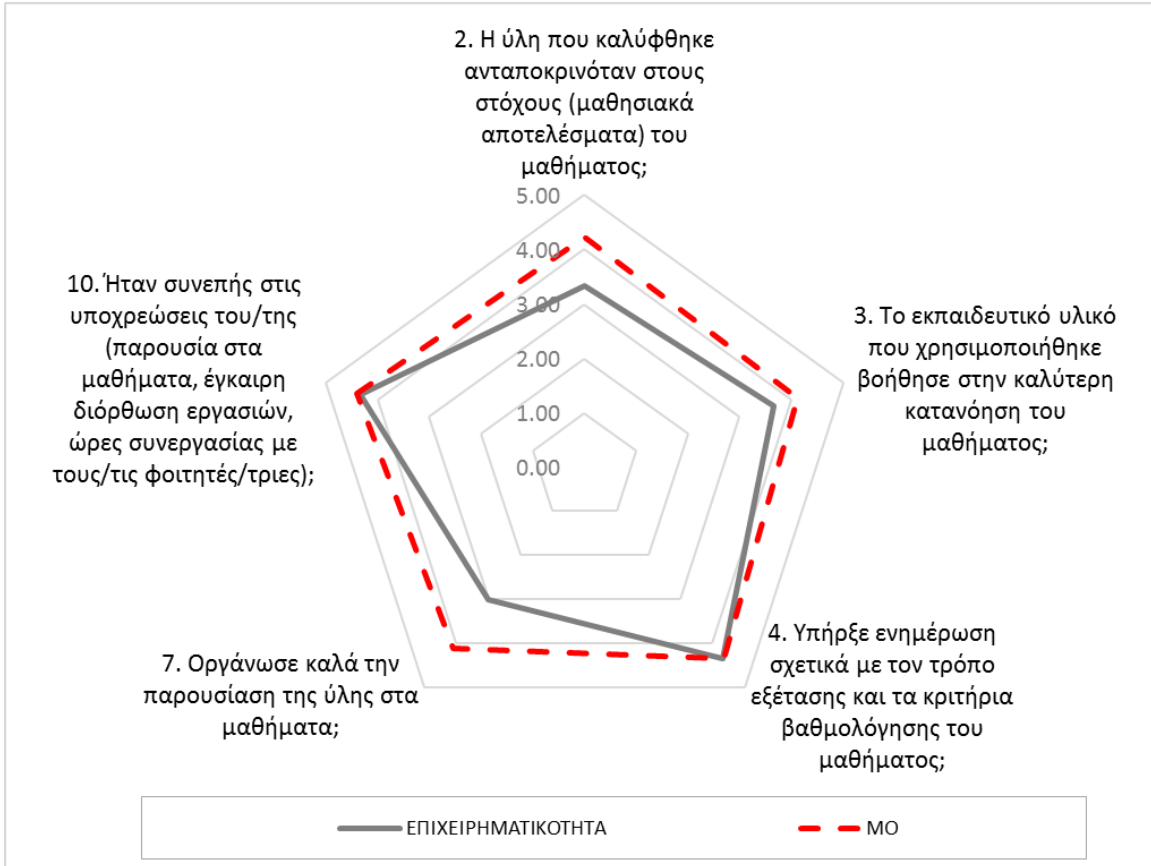 2. Η ύλη που καλύφθηκε
ανταποκρινόταν στους
στόχους (μαθησιακά
αποτελέσματα) του
μαθήματος;
5.00
4.00
3.00
2.00
1.00
0.00
3. Το εκπαιδευτικό υλικό
που χρησιμοποιήθηκε
βοήθησε στην καλύτερη
κατανόηση του
μαθήματος;
4. Υπήρξε ενημέρωση
σχετικά με τον τρόπο
εξέτασης και τα κριτήρια
βαθμολόγησης του
μαθήματος;
7. Οργάνωσε καλά την
παρουσίαση της ύλης στα
μαθήματα;
10. Ήταν συνεπής στις
υποχρεώσεις του/της
(παρουσία στα
μαθήματα, έγκαιρη
διόρθωση εργασιών,
ώρες συνεργασίας με
τους/τις φοιτητές/τριες);
ΕΠΙΧΕΙΡΗΜΑΤΙΚΟΤΗΤΑ
ΜΟ